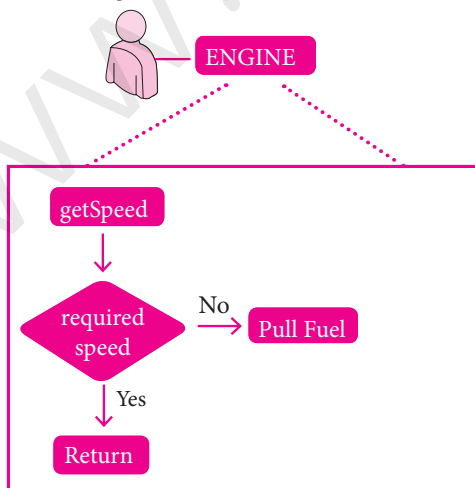 ENGINE
getSpeed
required
speed
No
Pull Fuel
Yes
Return